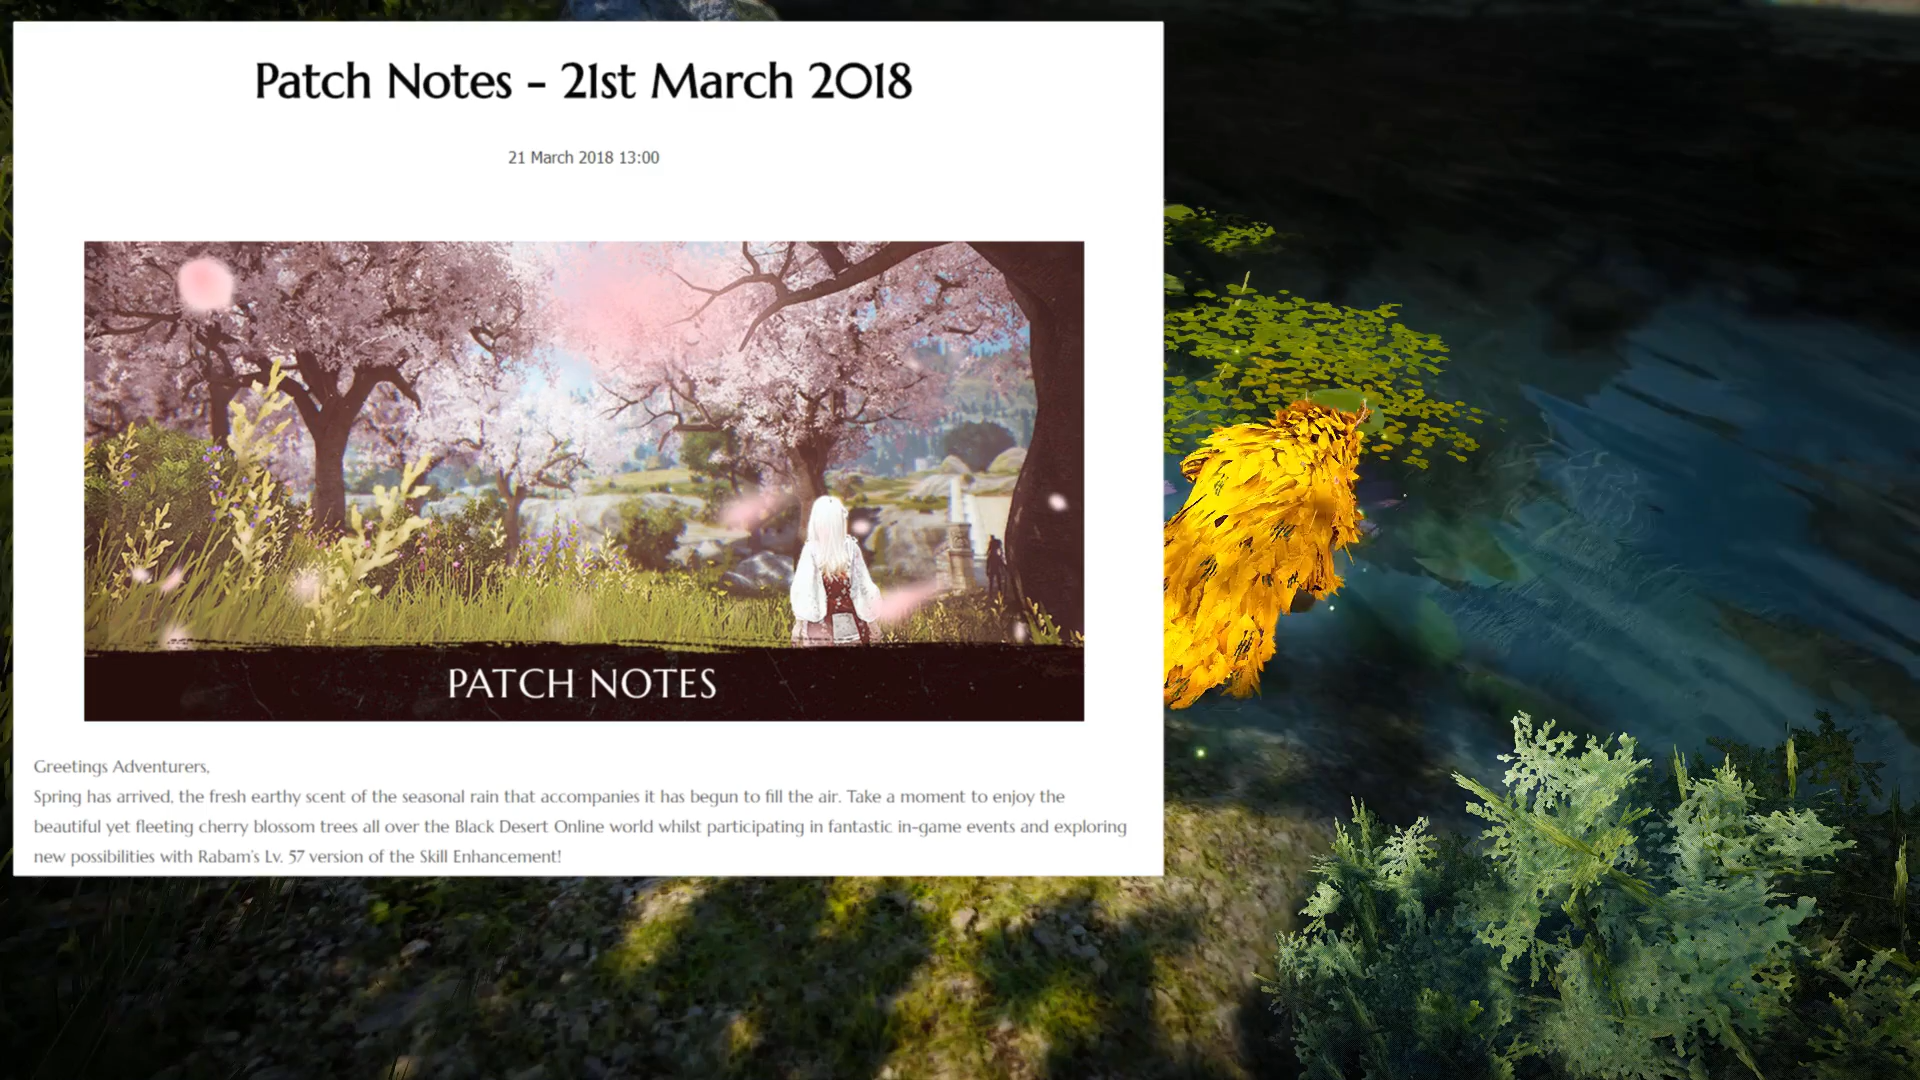 Patch Notes - 21st March 2018
21 March 2018 13:00
PATCH NOTES
Greetings Adventurers,
Spring has arrived, the fresh earthy scent of the seasonal rain that accompanies it has begun to fill the air. Take a moment to enjoy the
beautiful yet fleeting cherry blossom trees all over the Black Desert Online world whilst participating in fantastic in-game events and exploring
new possibilities with Rabam's Lv. 57 version of the Skill Enhancement!